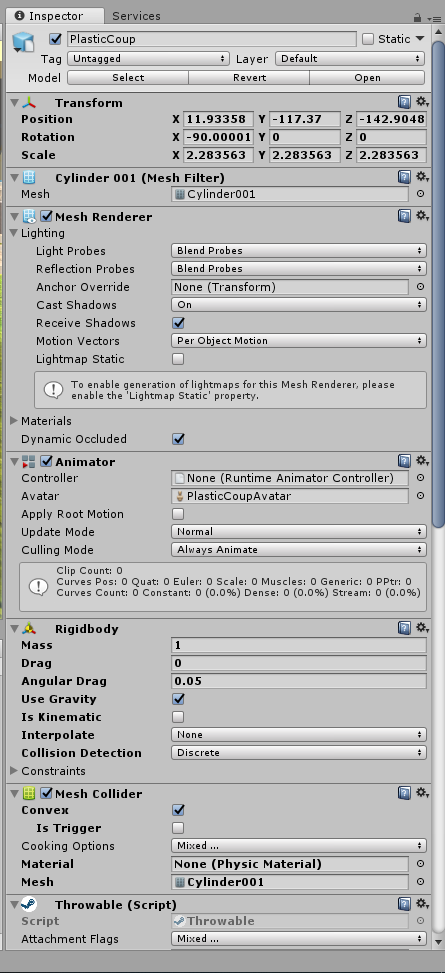 Inspector Services
PlasticCoup Static
Tag Untagged Layer Default
Model Select Revert Open
Transform
Position X 11.93358 Y -117.37 Z -142.9048
Rotation X -90.00001 Y 0 Z 0
Scale X 2.283563 Y 2.283563 Z 2.283563
Cylinder 001 (Mesh Filter)
Mesh Cylinder001
Mesh Renderer
Lighting
Light Probes Blend Probes
Reflection Probes Blend Probes
Anchor Override None (Transform)
Cast Shadows On
Receive Shadows
Motion Vectors Per Object Motion
Lightmap Static
To enable generation of lightmaps for this Mesh Renderer, please
enable the 'Lightmap Static' property.
Materials
Dynamic Occluded
Animator
Controller None (Runtime Animator Controller)
Avatar PlasticCoupAvatar
Apply Root Motion
Update Mode Normal
Culling Mode Always Animate
Clip Count: 0
Curves Pos: 0 Quat: 0 Euler: 0 Scale: 0 Muscles: 0 Generic: 0 PPtr: 0
Curves Count: 0 Constant: 0 (0.0%) Dense: 0 (0.0%) Stream: 0 (0.0%)
Rigidbody
Mass 1
Drag 0
Angular Drag 0.05
Use Gravity
Is Kinematic
Interpolate None
Collision Detection Discrete
Constraints
Mesh Collider
Convex
Is Trigger
Cooking Options Mixed ...
Material None (Physic Material)
Mesh Cylinder001
Throwable (Script)
Script Throwable
Attachment Flags Mixed ...